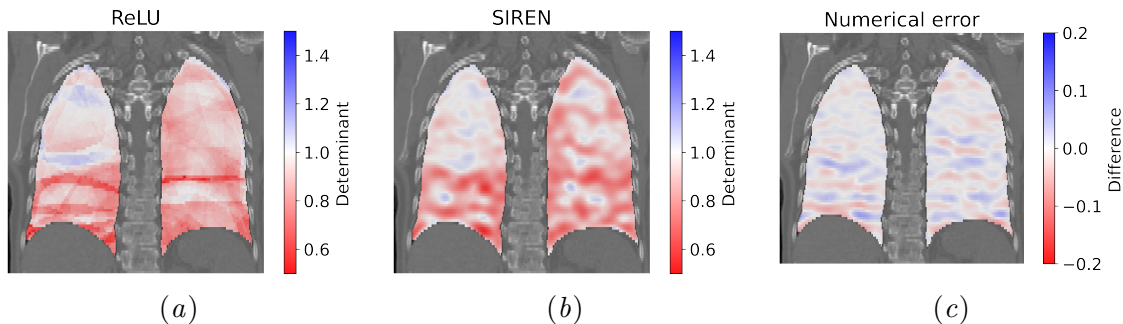 ReLU
1.4
1.2
1.0
0.8
0.6
Determinant
(a)
SIREN
1.4
1.2
1.0
0.8
0.6
Determinant
(b)
Numerical error
0.2
0.1
0.0
−0.1
−0.2
Difference
(c)